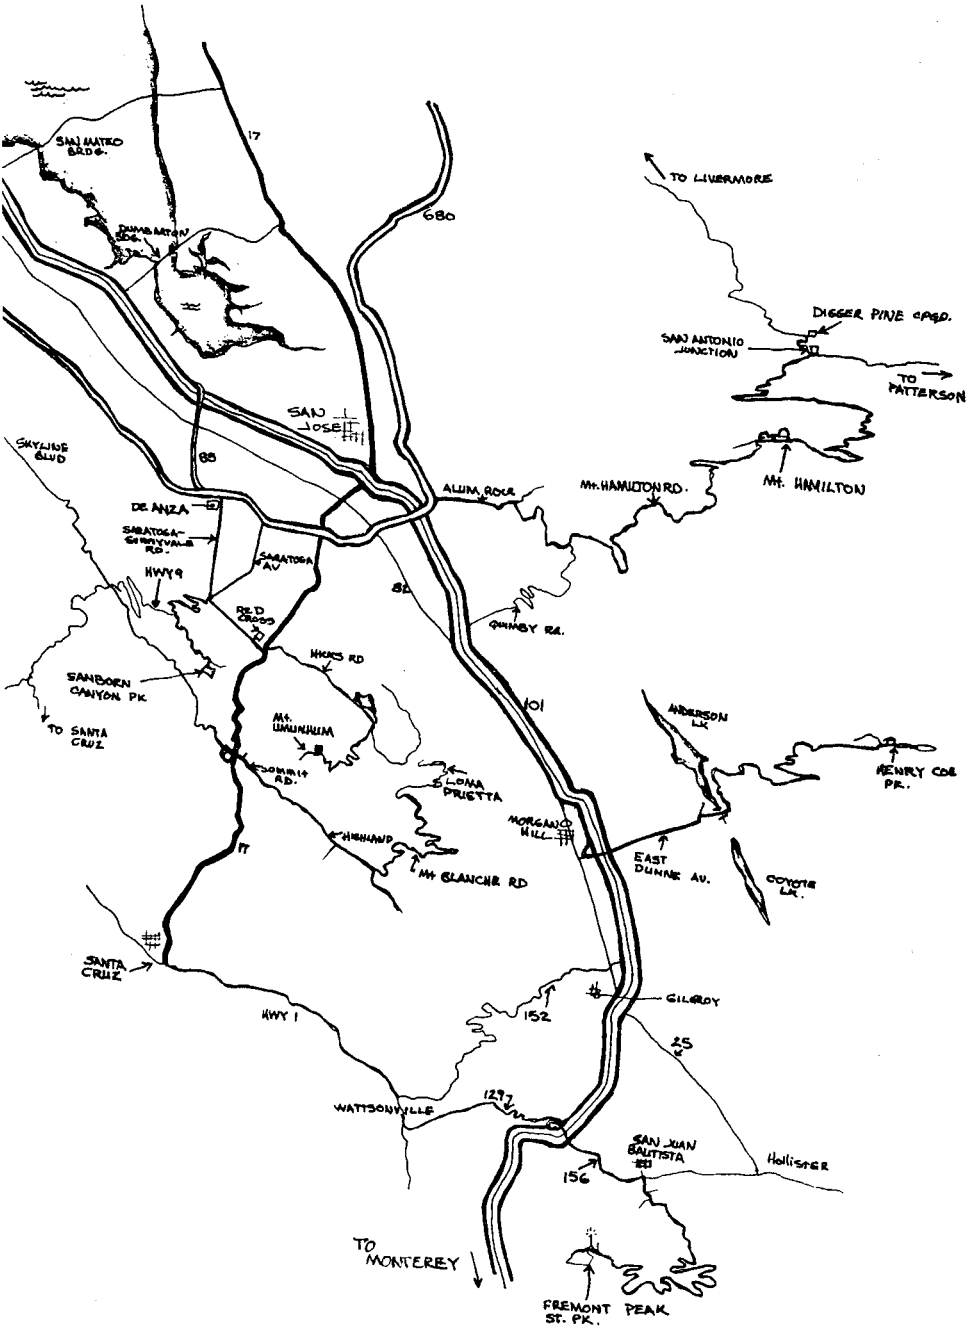 SAN MATEO
BRDG.
17
TO LIVERMORE
680
DUMBARTON
BDG.
DIGGER PINE CPGD.
SAN ANTONIO
JUNCTION
TO
PATTERSON
SAN
JOSE
SKYLINE
BLVD
85
ALUM ROCK
Mt. HAMILTON RD.
Mt. HAMILTON
DE ANZA
SARATOGA-
SUNNYVALE
RD.
SARATOGA
AV
HWY 9
82
RED
CROSS
QUIMBY RD.
HICKS RD
SANBORN
CANYON PK
101
ANDERSON
LK
Mt.
UMUNHUM
TO SANTA
CRUZ
SUMMIT
RD.
LOMA
PRIETTA
HENRY COE
PK.
MORGAN
HILL
HIGHLAND
17
EAST
DUNNE AV.
Mt BLANCHE RD
COYOTE
LK.
SANTA
CRUZ
GILROY
HWY 1
152
25
129
WATTSONVILLE
SAN JUAN
BAUTISTA
Hollister
156
TO
MONTEREY
FREMONT PEAK
ST. PK.